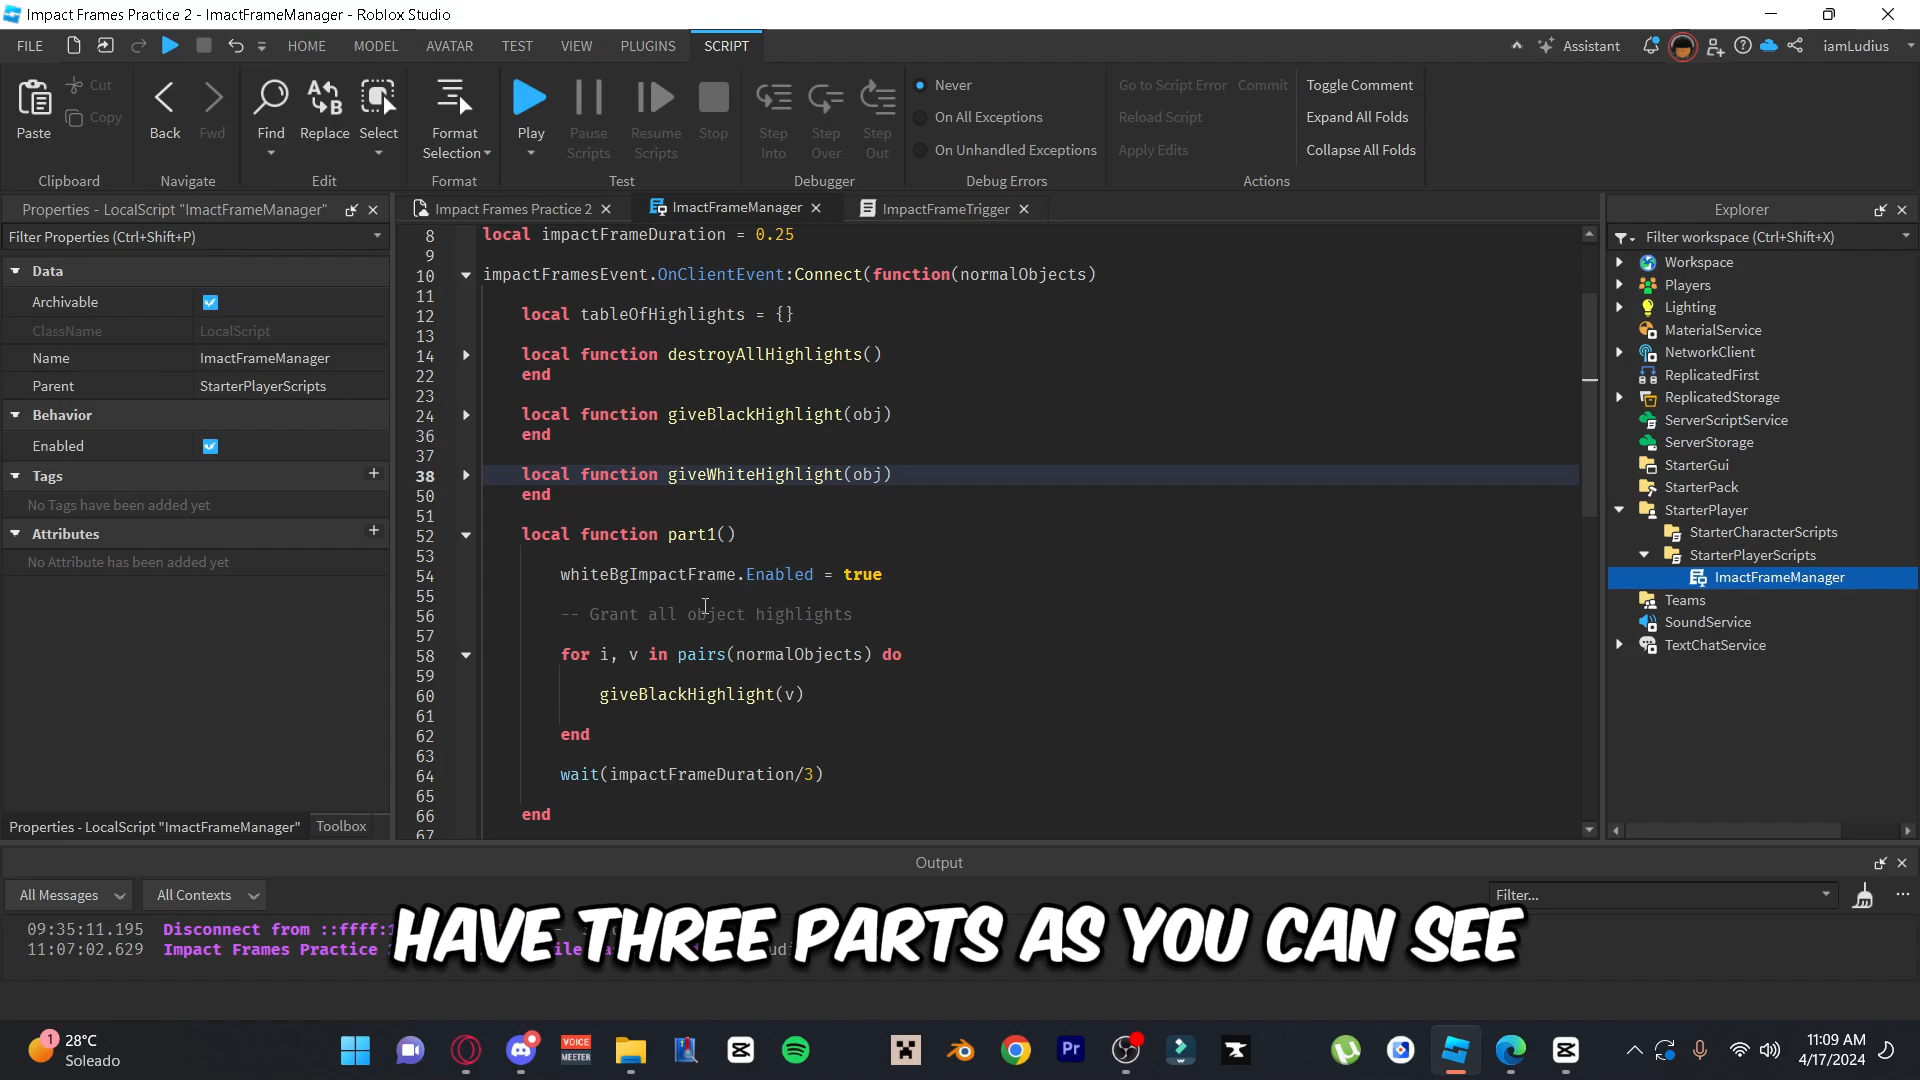 Impact Frames Practice 2 - ImactFrameManager - Roblox Studio
FILE HOME MODEL AVATAR TEST VIEW PLUGINS SCRIPT Assistant iamLudius
Paste Cut Copy
Clipboard
Back Fwd
Navigate
Find Replace Select
Edit
Format Selection
Format
Play Pause Scripts Resume Scripts Stop
Test
Step Into Step Over Step Out
Debugger
Never
On All Exceptions
On Unhandled Exceptions
Debug Errors
Go to Script Error Commit
Reload Script
Apply Edits
Toggle Comment
Expand All Folds
Collapse All Folds
Actions
Properties - LocalScript "ImactFrameManager"
Filter Properties (Ctrl+Shift+P)
Data
Archivable
ClassName LocalScript
Name ImactFrameManager
Parent StarterPlayerScripts
Behavior
Enabled
Tags
No Tags have been added yet
Attributes
No Attribute has been added yet
Properties - LocalScript "ImactFrameManager" Toolbox
Impact Frames Practice 2 ImactFrameManager ImpactFrameTrigger
8 local impactFrameDuration = 0.25
9
10 impactFramesEvent.OnClientEvent:Connect(function(normalObjects)
11
12 local tableOfHighlights = {}
13
14 local function destroyAllHighlights()
22 end
23
24 local function giveBlackHighlight(obj)
36 end
37
38 local function giveWhiteHighlight(obj)
50 end
51
52 local function part1()
53
54 whiteBgImpactFrame.Enabled = true
55
56 -- Grant all object highlights
57
58 for i, v in pairs(normalObjects) do
59
60 giveBlackHighlight(v)
61
62 end
63
64 wait(impactFrameDuration/3)
65
66 end
67
Explorer
Filter workspace (Ctrl+Shift+X)
Workspace
Players
Lighting
MaterialService
NetworkClient
ReplicatedFirst
ReplicatedStorage
ServerScriptService
ServerStorage
StarterGui
StarterPack
StarterPlayer
StarterCharacterScripts
StarterPlayerScripts
ImactFrameManager
Teams
SoundService
TextChatService
Output
All Messages All Contexts Filter...
09:35:11.195 Disconnect from ::ffff:
11:07:02.629 Impact Frames Practice
HAVE THREE PARTS AS YOU CAN SEE
1 28°C
Soleado
VOICE MEETER
Pr
11:09 AM
4/17/2024